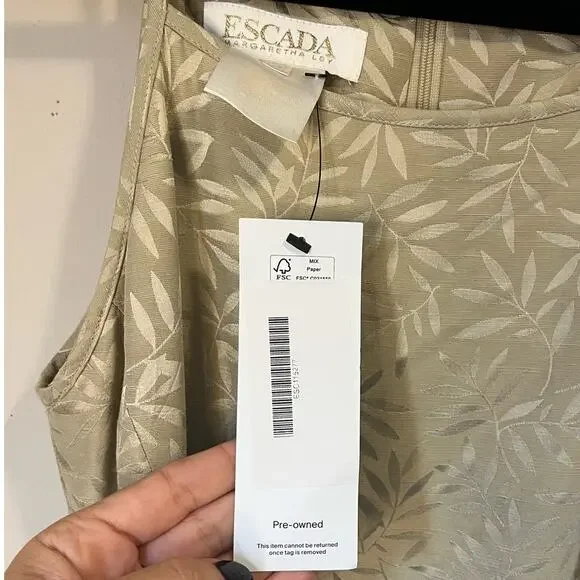 ESCADA
MARGARETHA LEY
MIX
Paper
FSC
Pre-owned
This item cannot be returned
once tag is removed